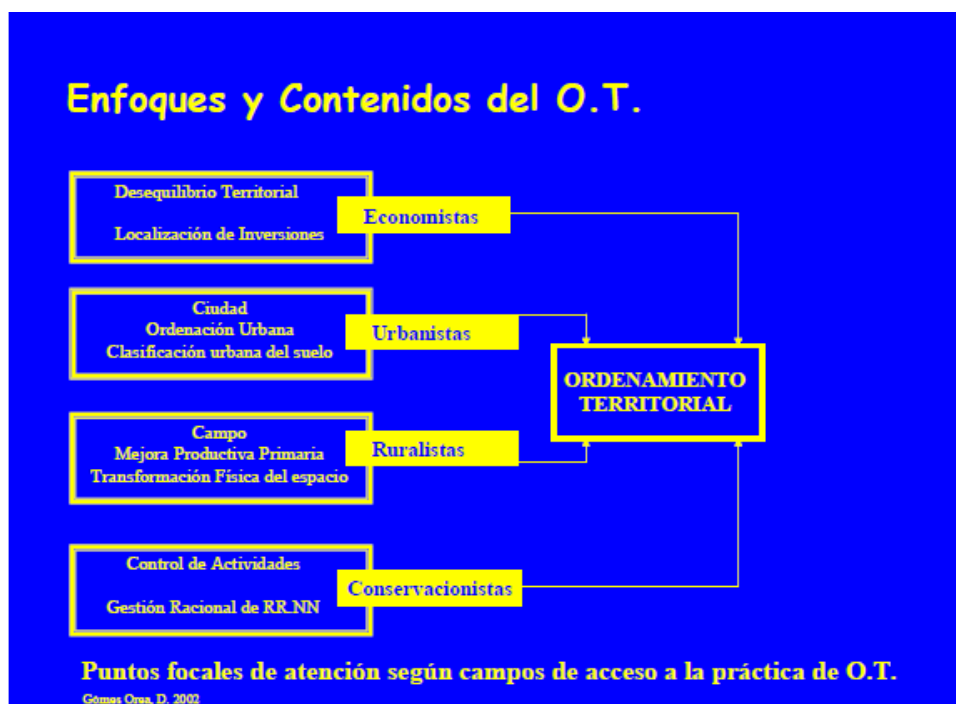 Enfoques y Contenidos del O.T.
Desequilibrio Territorial
Localización de Inversiones
Economistas
Ciudad
Ordenación Urbana
Clasificación urbana del suelo
Urbanistas
Campo
Mejora Productiva Primaria
Transformación Física del espacio
Ruralistas
Control de Actividades
Gestión Racional de RR.NN
Conservacionistas
ORDENAMIENTO
TERRITORIAL
Puntos focales de atención según campos de acceso a la práctica de O.T.
Gómes Orea, D. 2002